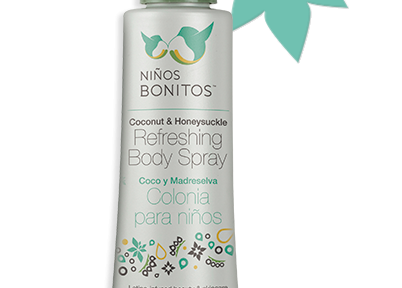 NIÑOS
BONITOS™
Coconut & Honeysuckle
Refreshing
Body Spray
Coco y Madreselva
Colonia
para niños